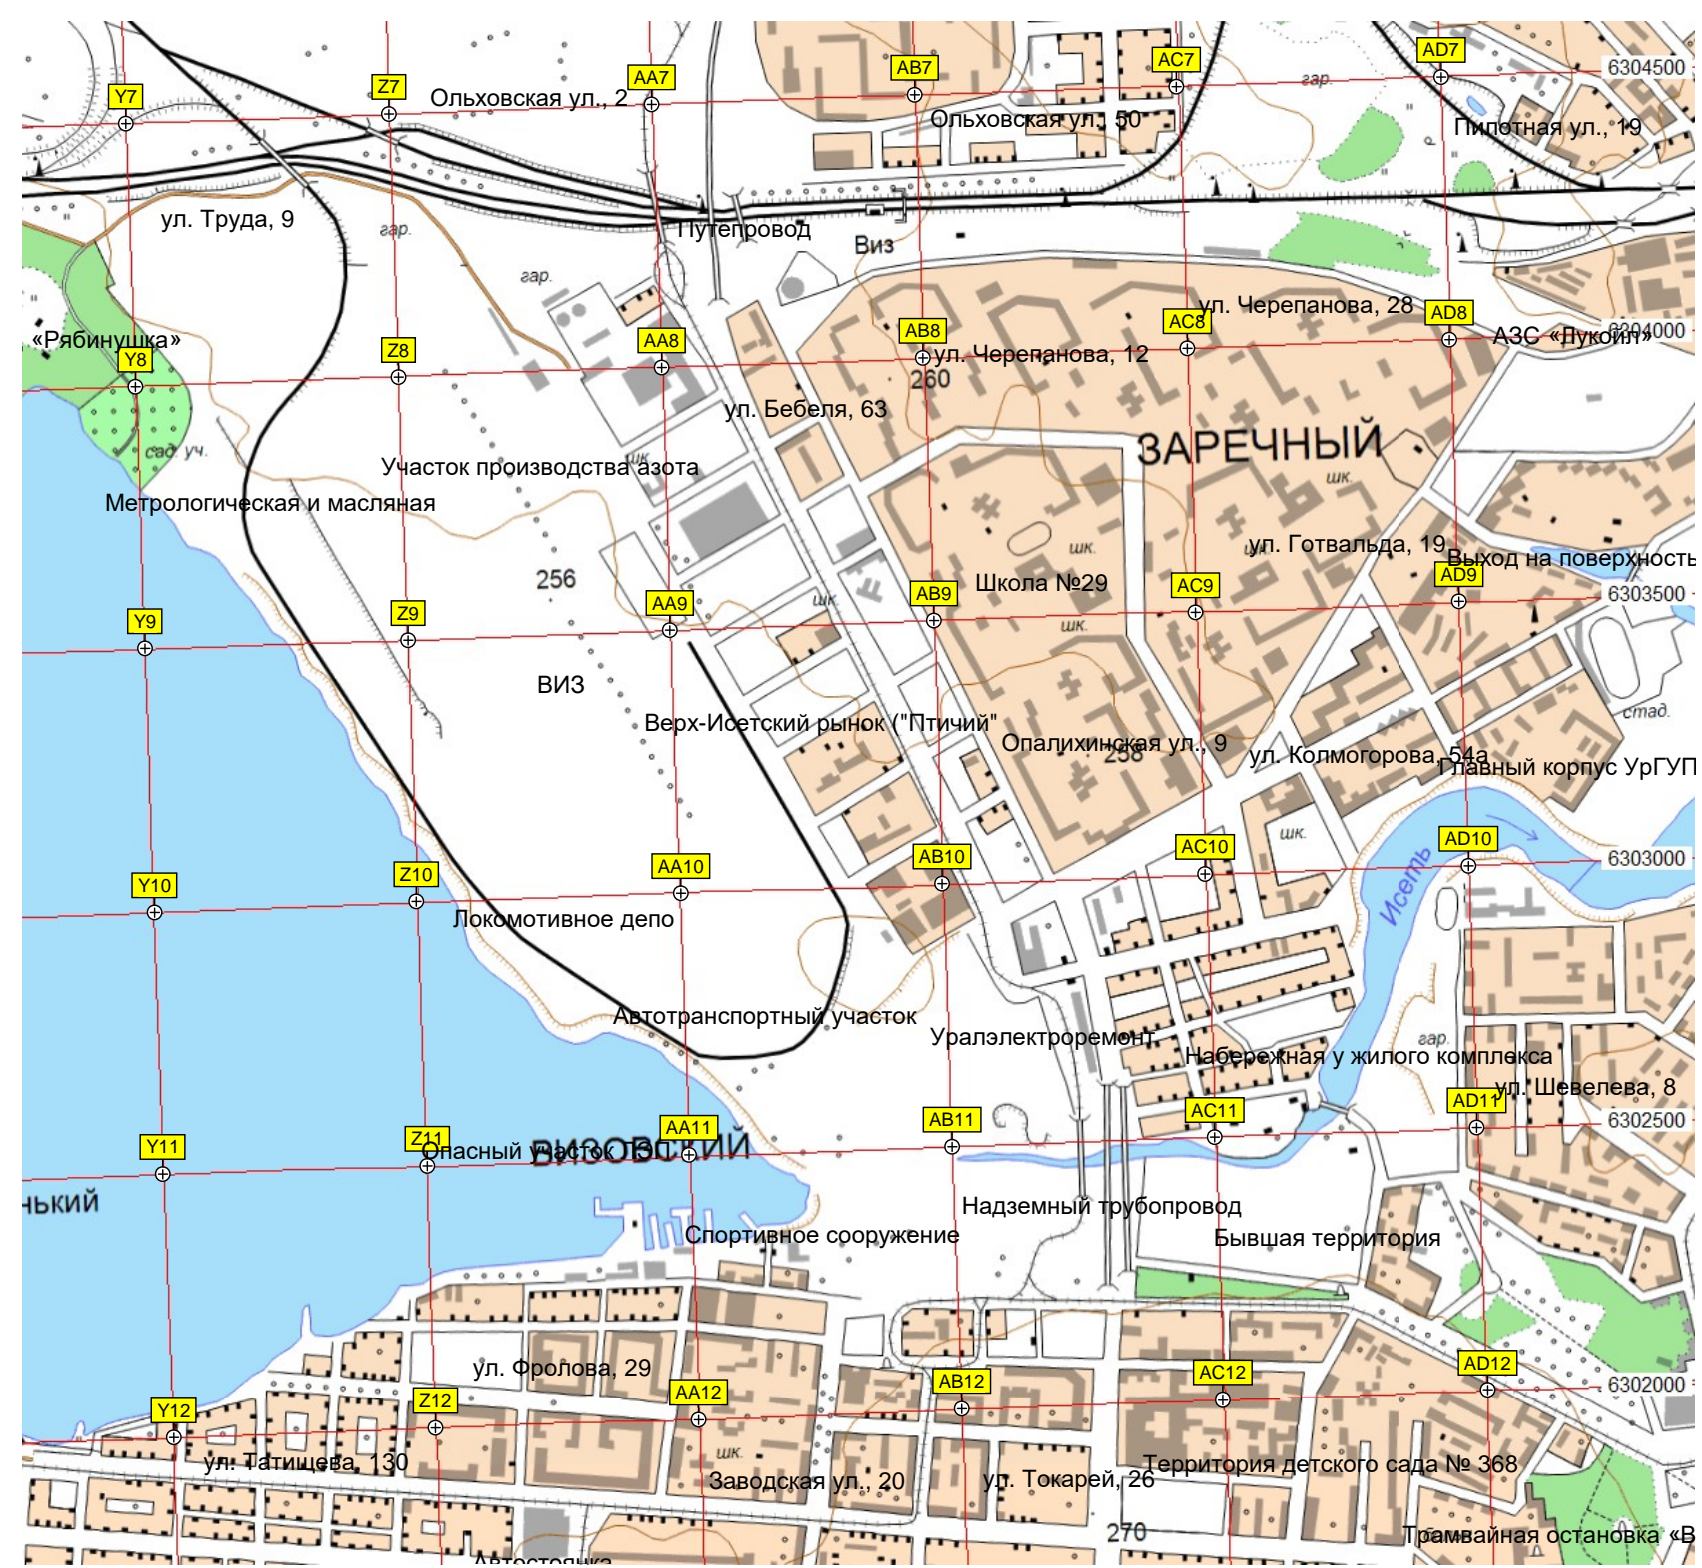 AD7
6304500
AC7
гар.
AB7
AA7
Z7
Ольховская ул., 2
Y7
Ольховская ул., 50
Пилотная ул., 19
ул. Труда, 9
гар.
Путепровод
Виз
гар.
ул. Черепанова, 28
AD8
AC8
6304000
AB8
АЗС «Лукойл»
«Рябинушка»
AA8
Z8
Y8
ул. Черепанова, 12
260
ул. Бебеля, 63
ЗАРЕЧНЫЙ
сад. уч.
шк.
Участок производства азота
шк.
Метрологическая и масляная
шк.
шк.
ул. Готвальда, 19
Выход на поверхность
256
AD9
Школа №29
AC9
AB9
6303500
AA9
шк.
Z9
Y9
шк.
ВИЗ
стад.
Верх-Исетский рынок ("Птичий"
Опалихинская ул., 9
258
ул. Колмогорова, 54а
Главный корпус УрГУП
шк.
AD10
AC10
6303000
AB10
AA10
Z10
Y10
Исеть
Локомотивное депо
Автотранспортный участок
Уралэлектроремонт
гар.
Набережная у жилого комплекса
ул. Шевелева, 8
AD11
AC11
6302500
AB11
AA11
Z11
Y11
Опасный участок ЛЭП
ВИЗОВСКИЙ
нький
Надземный трубопровод
Спортивное сооружение
Бывшая территория
ул. Фролова, 29
AD12
AC12
6302000
AB12
AA12
Z12
Y12
шк.
ул. Татищева, 130
Заводская ул., 20
ул. Токарей, 26
Территория детского сада № 368
270
Трамвайная остановка «В
Автостоянка